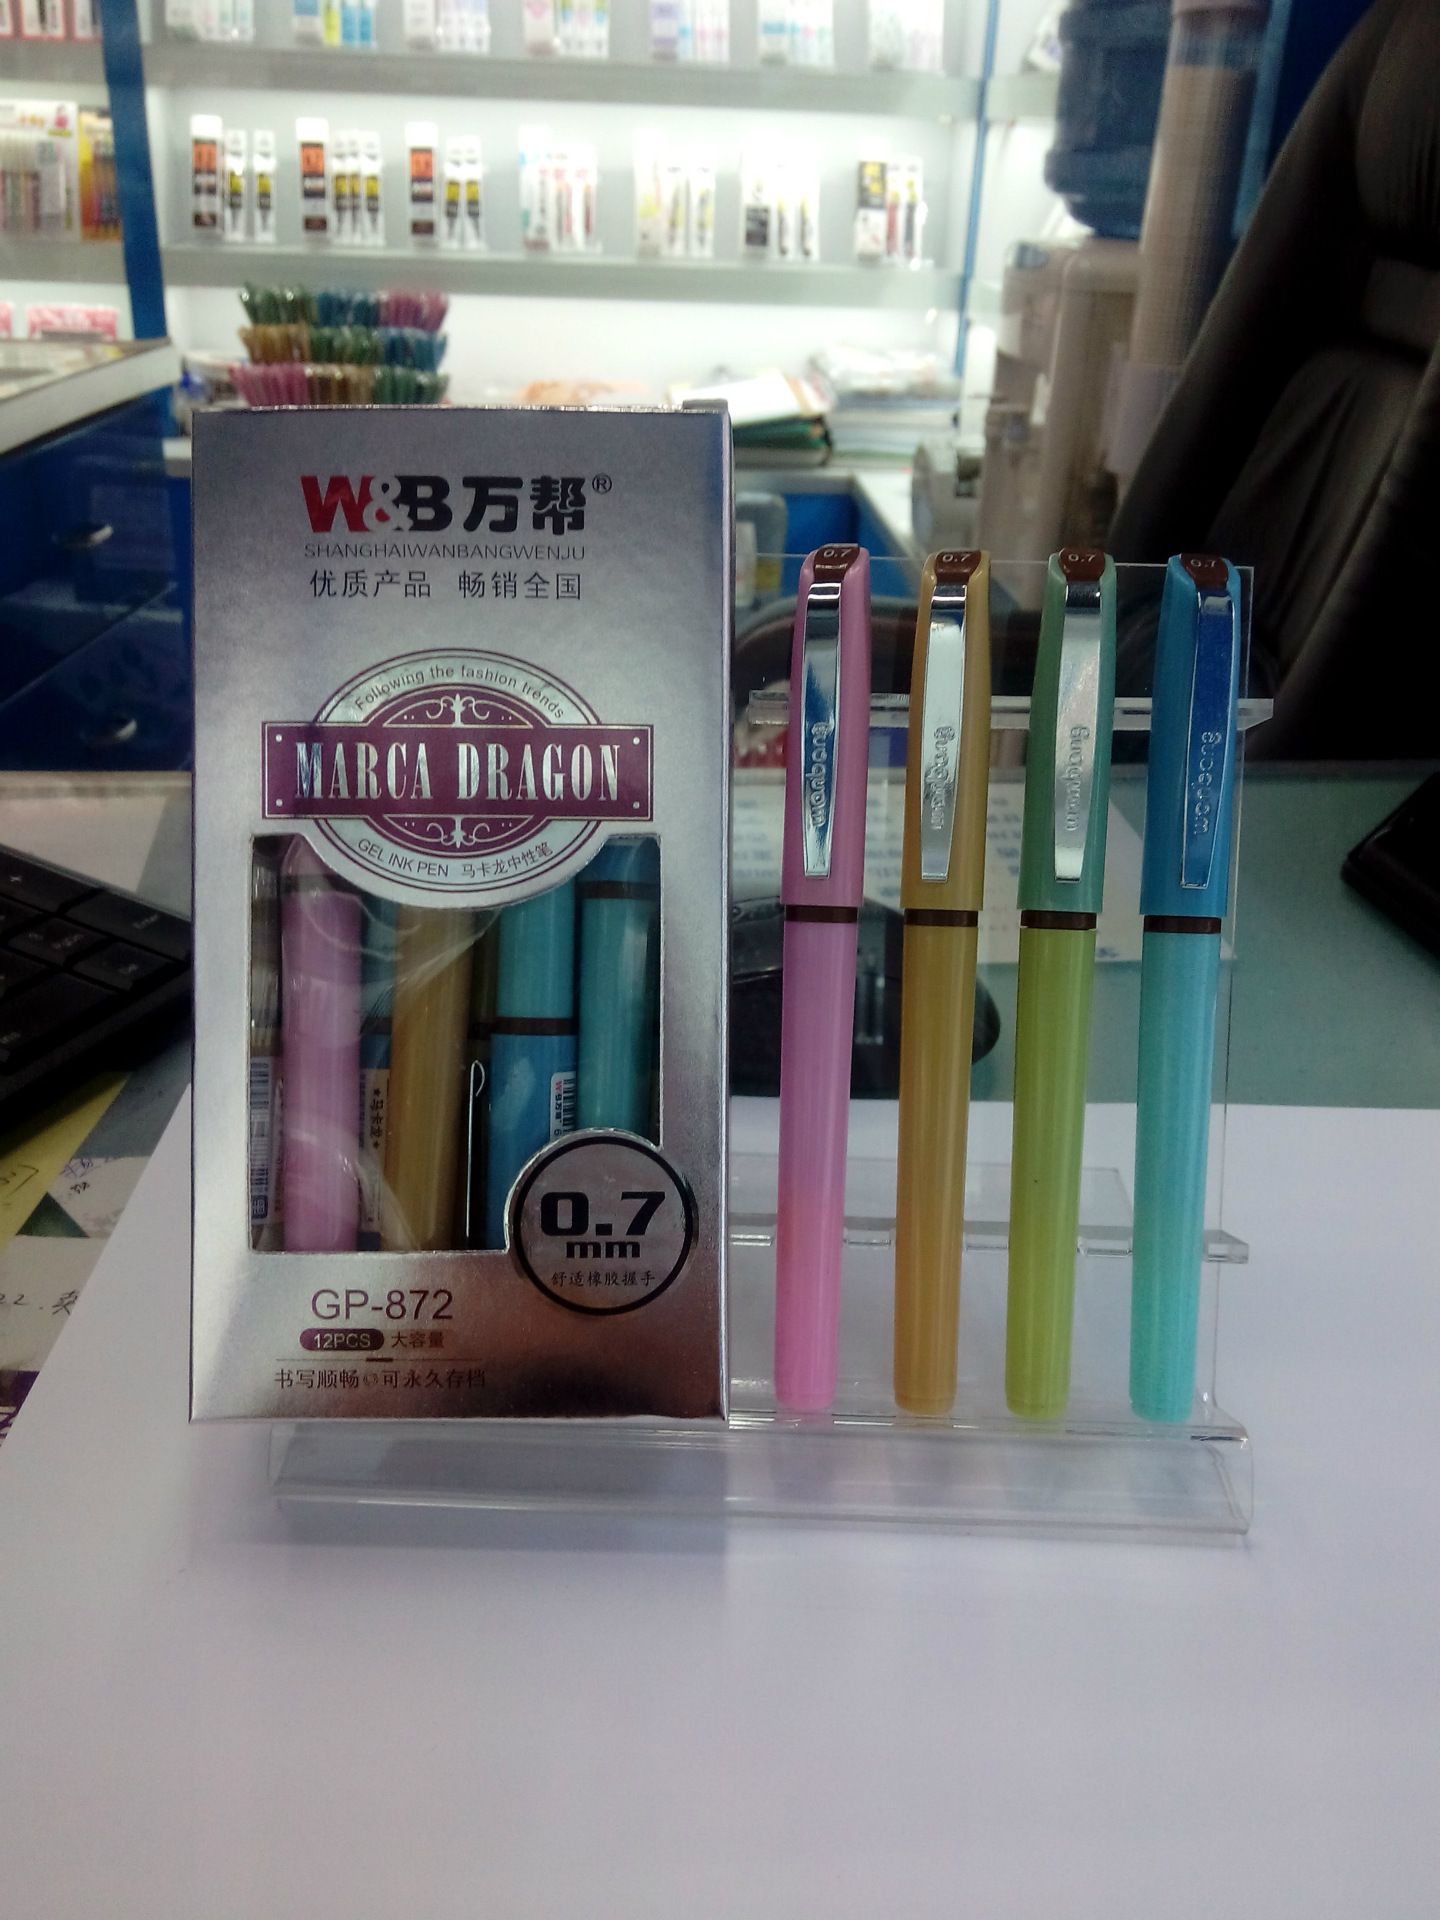 W&B万帮®
SHANGHAIWANBANGWENJU
优质产品 畅销全国
Following the fashion trends
MARCA DRAGON
GEL INK PEN 马卡龙中性笔
★马卡龙★
0.7
mm
舒适橡胶握手
GP-872
12PCS 大容量
书写顺畅 可永久存档
0.7
0.7
0.7
0.7
wanbang
wanbang
wanbang
wanbang